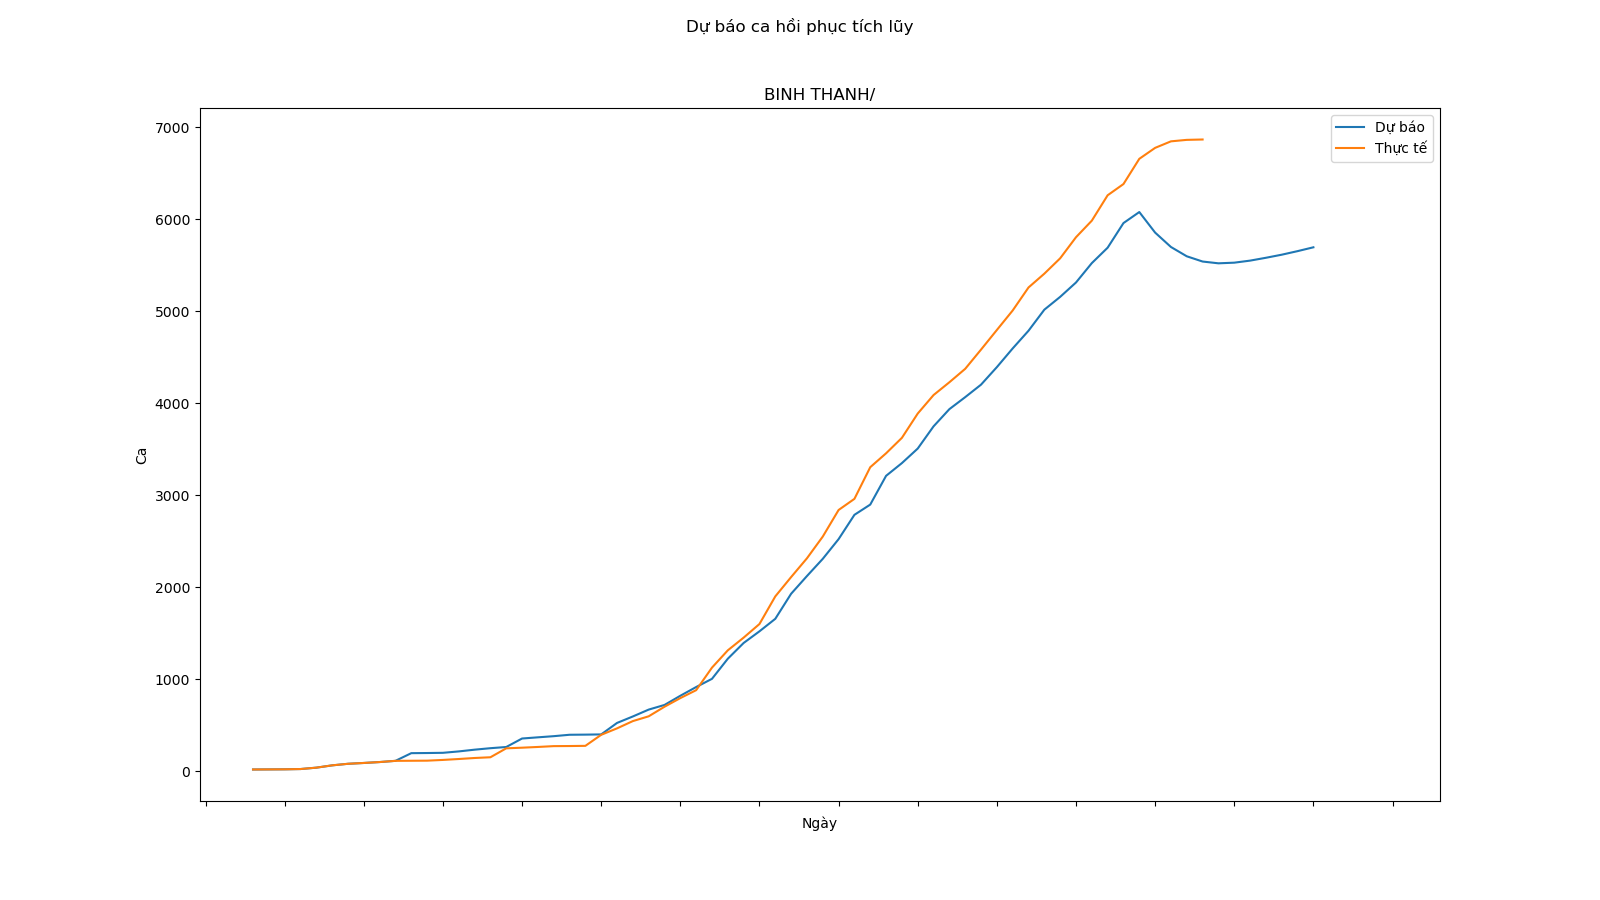 Dự báo ca hồi phục tích lũy
BINH THANH/
7000
6000
5000
4000
3000
2000
1000
0
Ca
Ngày
Dự báo
Thực tế